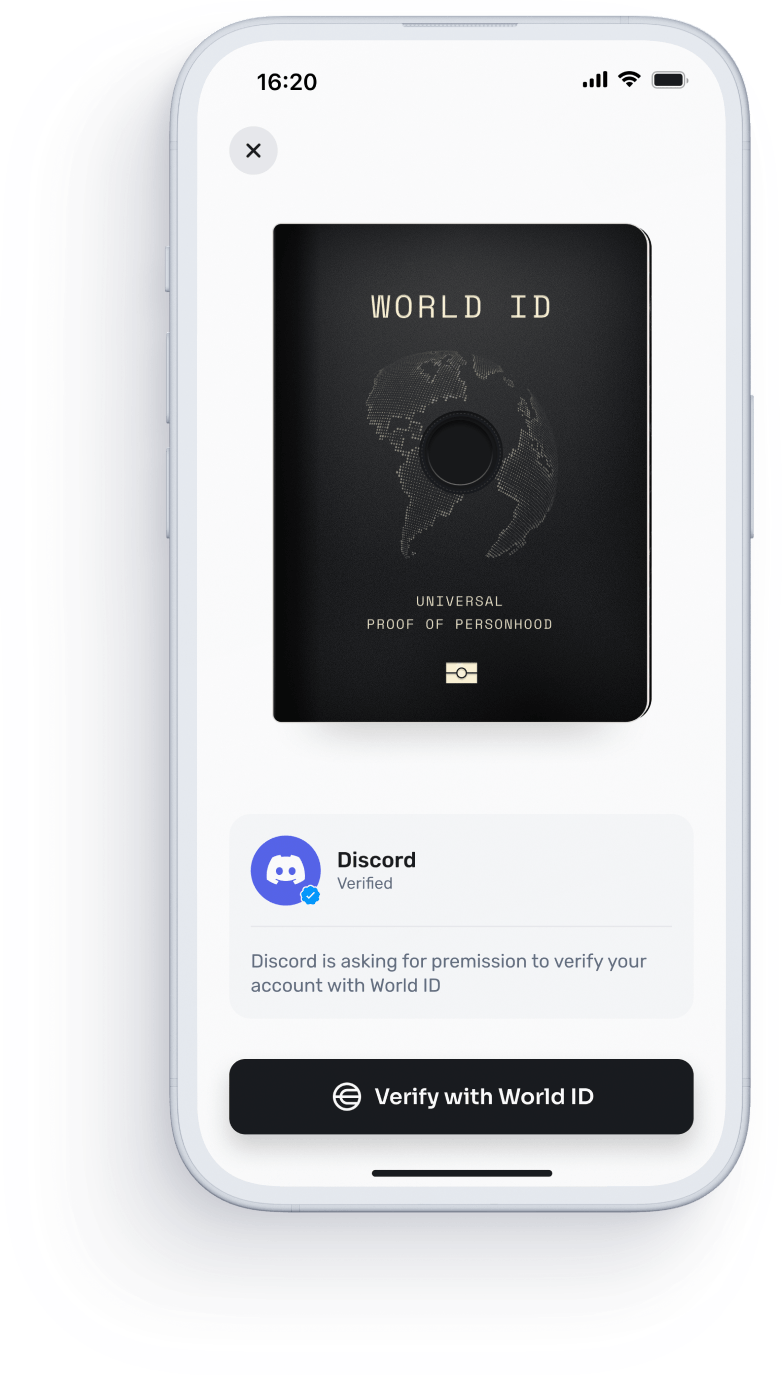 16:20
WORLD ID
UNIVERSAL
PROOF OF PERSONHOOD
Discord
Verified
Discord is asking for premission to verify your
account with World ID
Verify with World ID